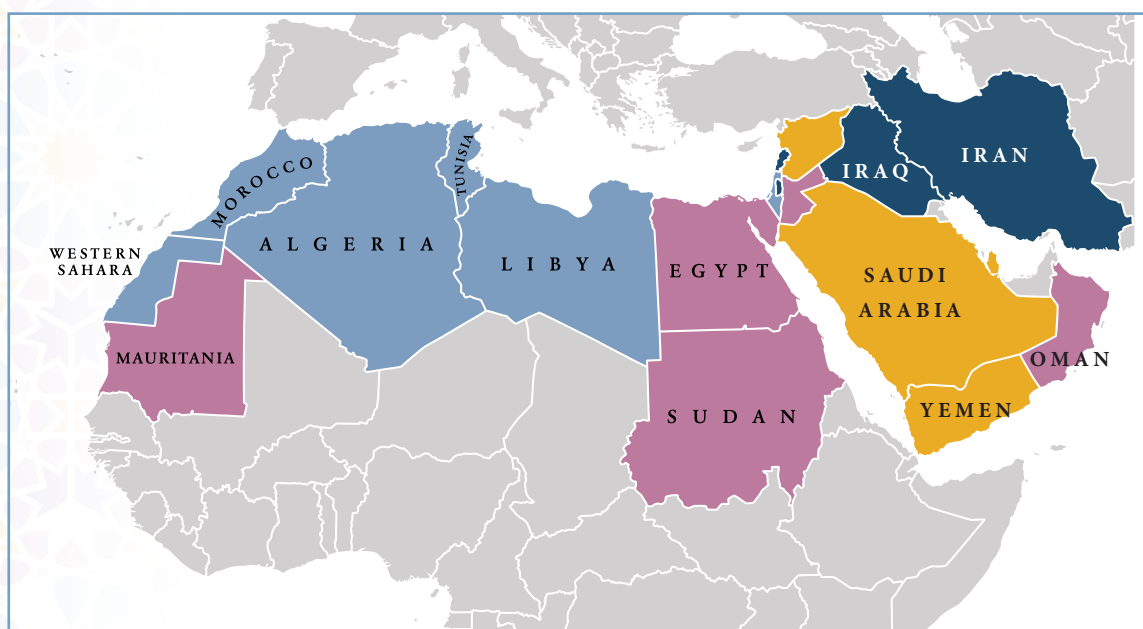 MOROCCO
TUNISIA
ALGERIA
LIBYA
WESTERN
SAHARA
EGYPT
MAURITANIA
SUDAN
IRAQ
IRAN
SAUDI
ARABIA
OMAN
YEMEN